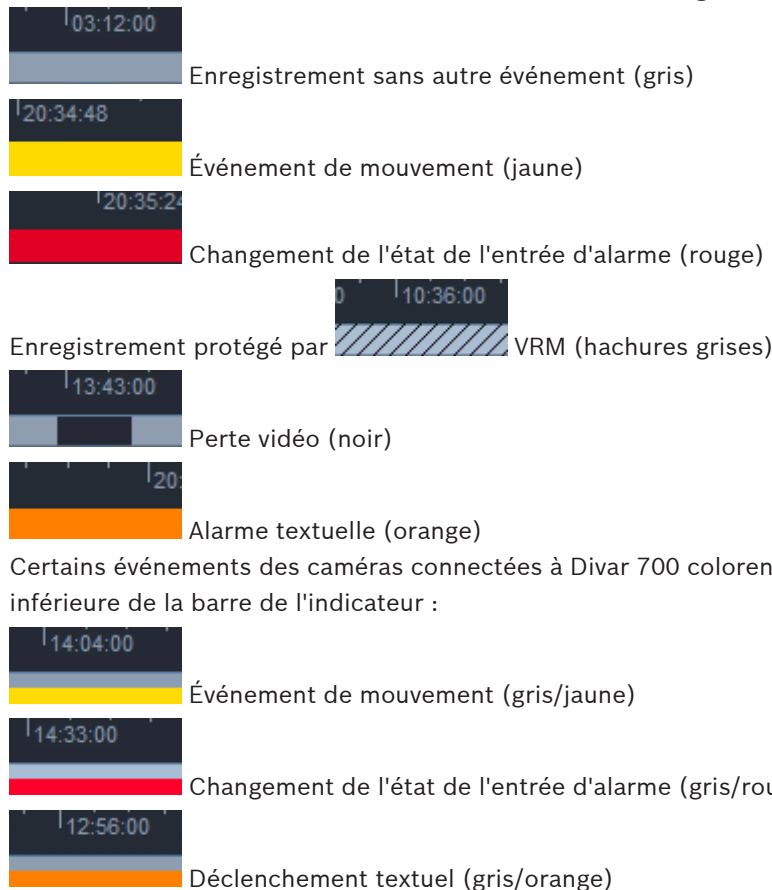 03:12:00
Enregistrement sans autre événement (gris)
20:34:48
Événement de mouvement (jaune)
20:35:24
Changement de l'état de l'entrée d'alarme (rouge)
0 10:36:00
Enregistrement protégé par VRM (hachures grises)
13:43:00
Perte vidéo (noir)
20:
Alarme textuelle (orange)
Certains événements des caméras connectées à Divar 700 coloren
inférieure de la barre de l'indicateur :
14:04:00
Événement de mouvement (gris/jaune)
14:33:00
Changement de l'état de l'entrée d'alarme (gris/rou
12:56:00
Déclenchement textuel (gris/orange)